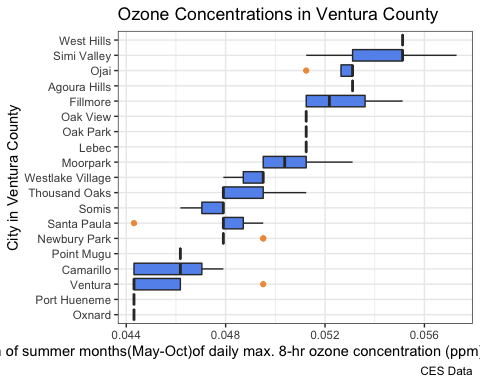 Ozone Concentrations in Ventura County
City in Ventura County
West Hills
Simi Valley
Ojai
Agoura Hills
Fillmore
Oak View
Oak Park
Lebec
Moorpark
Westlake Village
Thousand Oaks
Somis
Santa Paula
Newbury Park
Point Mugu
Camarillo
Ventura
Port Hueneme
Oxnard
0.044 0.048 0.052 0.056
of summer months(May-Oct)of daily max. 8-hr ozone concentration (ppm)
CES Data